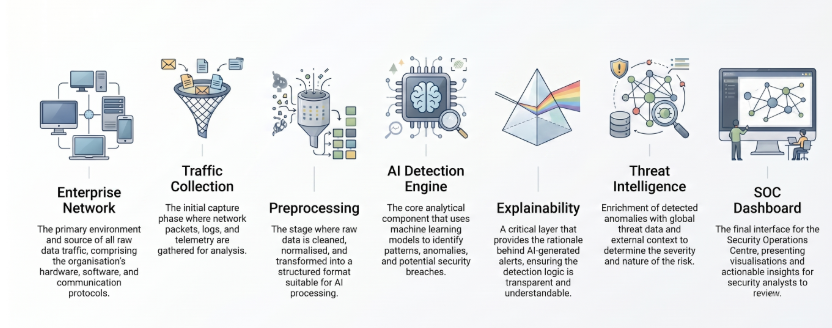 Enterprise
Network
The primary environment
and source of all raw
data traffic, comprising
the organisation's
hardware, software, and
communication
protocols.
Traffic
Collection
The initial capture
phase where network
packets, logs, and
telemetry are
gathered for analysis.
Preprocessing
The stage where raw
data is cleaned,
normalised, and
transformed into a
structured format
suitable for AI
processing.
AI Detection
Engine
The core analytical
component that uses
machine learning
models to identify
patterns, anomalies,
and potential security
breaches.
Explainability
A critical layer that
provides the rationale
behind AI-generated
alerts, ensuring the
detection logic is
transparent and
understandable.
Threat
Intelligence
Enrichment of detected
anomalies with global
threat data and
external context to
determine the severity
and nature of the risk.
SOC
Dashboard
The final interface for the
Security Operations
Centre, presenting
visualisations and
actionable insights for
security analysts to
review.